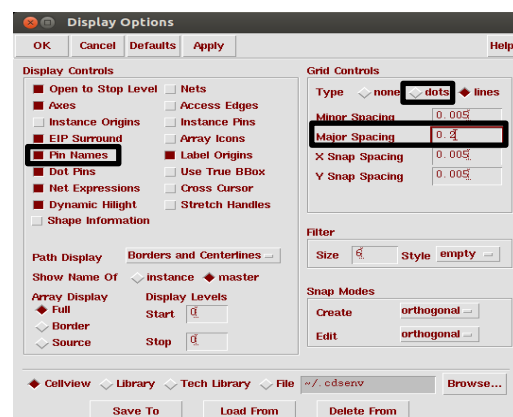 Display Options
OK Cancel Defaults Apply Help
Display Controls
Open to Stop Level Nets
Axes Access Edges
Instance Origins Instance Pins
EIP Surround Array Icons
Pin Names Label Origins
Dot Pins Use True BBox
Net Expressions Cross Cursor
Dynamic Hilight Stretch Handles
Shape Information
Path Display Borders and Centerlines
Show Name Of instance master
Array Display Display Levels
Full Start 0
Border
Source Stop 0
Grid Controls
Type none dots lines
Minor Spacing 0.005
Major Spacing 0.2
X Snap Spacing 0.005
Y Snap Spacing 0.005
Filter
Size 6 Style empty
Snap Modes
Create orthogonal
Edit orthogonal
Cellview Library Tech Library File ~/.cdsenv Browse...
Save To Load From Delete From